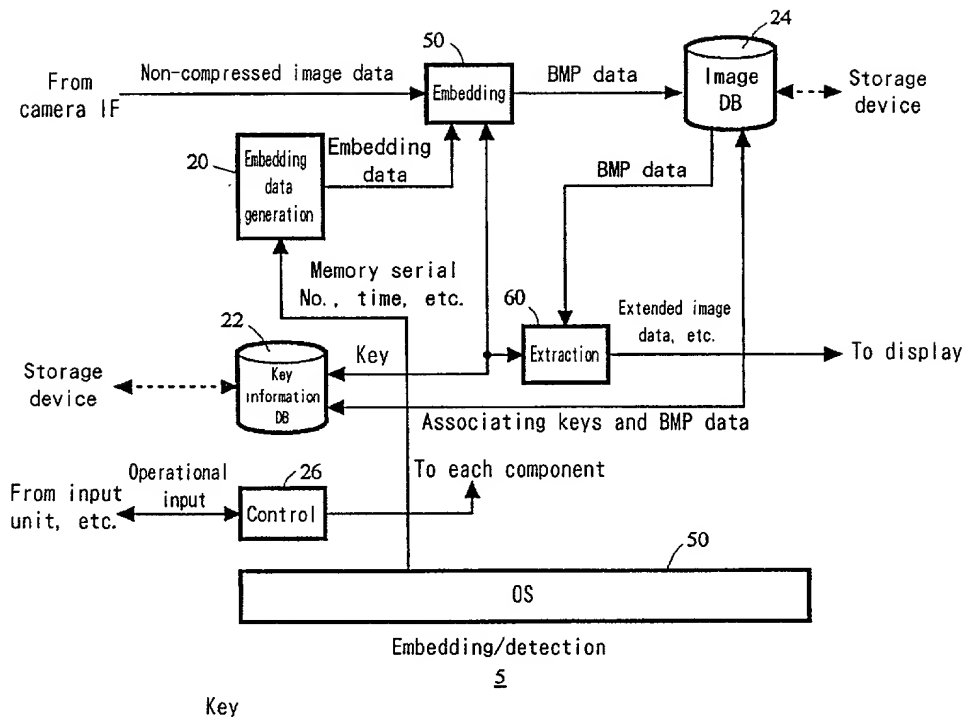 50
24
From
camera IF
Non-compressed image data
Embedding
BMP data
Image
DB
Storage
device
20
Embedding
data
generation
Embedding
data
BMP data
Memory serial
No., time, etc.
60
Extraction
Extended image
data, etc.
To display
22
Key
information
DB
Key
Storage
device
Associating keys and BMP data
To each component
From input
unit, etc.
Operational
input
26
Control
50
OS
Embedding/detection
5
Key